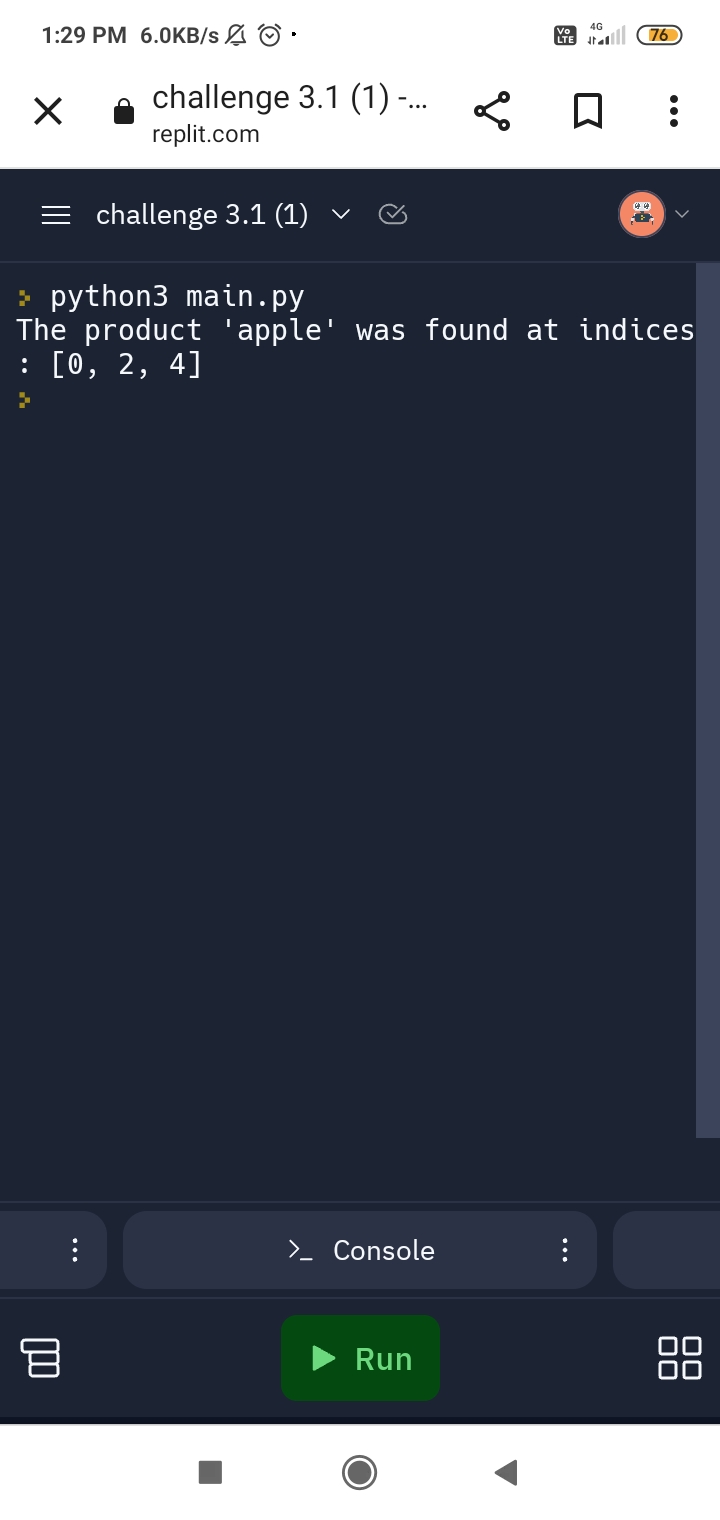 1:29 PM 6.0KB/s 4G Vo LTE 76
challenge 3.1 (1) -...
replit.com
challenge 3.1 (1)
python3 main.py
The product 'apple' was found at indices
: [0, 2, 4]
>_ Console
Run